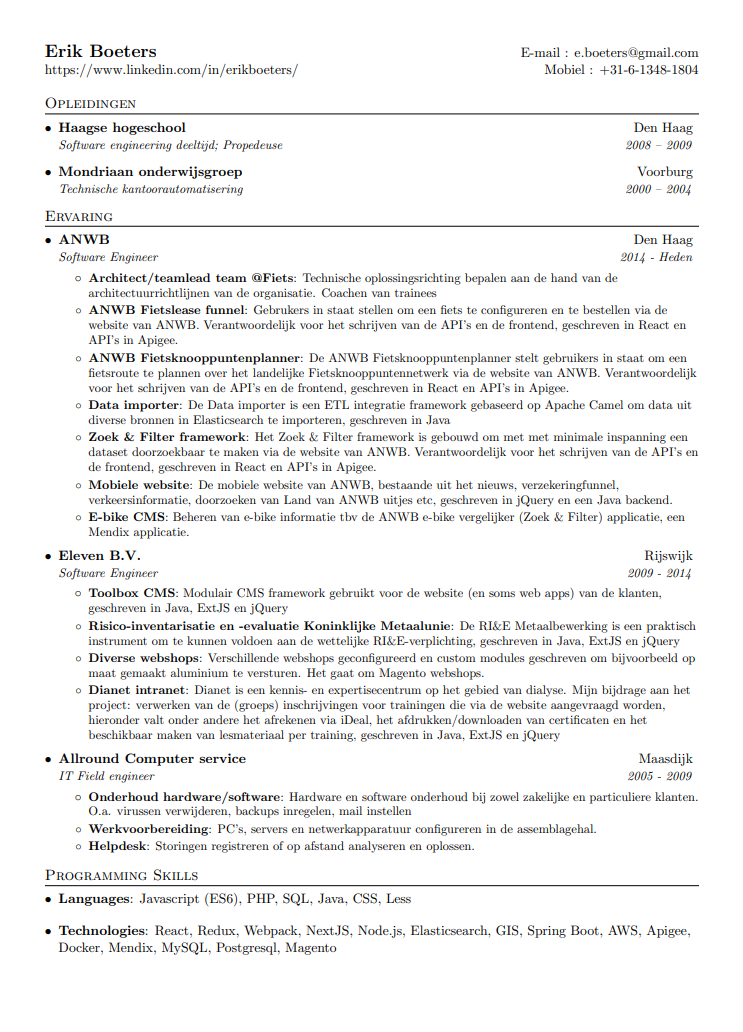 Erik Boeters E-mail : e.boeters@gmail.com
https://www.linkedin.com/in/erikboeters/ Mobiel : +31-6-1348-1804
Opleidingen
• Haagse hogeschool Den Haag
Software engineering deeltijd; Propedeuse 2008 – 2009
• Mondriaan onderwijsgroep Voorburg
Technische kantoorautomatisering 2000 – 2004
Ervaring
• ANWB Den Haag
Software Engineer 2014 - Heden
◦ Architect/teamlead team @Fiets: Technische oplossingsrichting bepalen aan de hand van de
architectuurrichtlijnen van de organisatie. Coachen van trainees
◦ ANWB Fietslease funnel: Gebrukers in staat stellen om een fiets te configureren en te bestellen via de
website van ANWB. Verantwoordelijk voor het schrijven van de API's en de frontend, geschreven in React en
API's in Apigee.
◦ ANWB Fietsknooppuntenplanner: De ANWB Fietsknooppuntenplanner stelt gebruikers in staat om een
fietsroute te plannen over het landelijke Fietsknooppuntennetwerk via de website van ANWB. Verantwoordelijk
voor het schrijven van de API's en de frontend, geschreven in React en API's in Apigee.
◦ Data importer: De Data importer is een ETL integratie framework gebaseerd op Apache Camel om data uit
diverse bronnen in Elasticsearch te importeren, geschreven in Java
◦ Zoek & Filter framework: Het Zoek & Filter framework is gebouwd om met met minimale inspanning een
dataset doorzoekbaar te maken via de website van ANWB. Verantwoordelijk voor het schrijven van de API's en
de frontend, geschreven in React en API's in Apigee.
◦ Mobiele website: De mobiele website van ANWB, bestaande uit het nieuws, verzekeringfunnel,
verkeersinformatie, doorzoeken van Land van ANWB uitjes etc, geschreven in jQuery en een Java backend.
◦ E-bike CMS: Beheren van e-bike informatie tbv de ANWB e-bike vergelijker (Zoek & Filter) applicatie, een
Mendix applicatie.
• Eleven B.V. Rijswijk
Software Engineer 2009 - 2014
◦ Toolbox CMS: Modulair CMS framework gebruikt voor de website (en soms web apps) van de klanten,
geschreven in Java, ExtJS en jQuery
◦ Risico-inventarisatie en -evaluatie Koninklijke Metaalunie: De RI&E Metaalbewerking is een praktisch
instrument om te kunnen voldoen aan de wettelijke RI&E-verplichting, geschreven in Java, ExtJS en jQuery
◦ Diverse webshops: Verschillende webshops geconfigureerd en custom modules geschreven om bijvoorbeeld op
maat gemaakt aluminium te versturen. Het gaat om Magento webshops.
◦ Dianet intranet: Dianet is een kennis- en expertisecentrum op het gebied van dialyse. Mijn bijdrage aan het
project: verwerken van de (groeps) inschrijvingen voor trainingen die via de website aangevraagd worden,
hieronder valt onder andere het afrekenen via iDeal, het afdrukken/downloaden van certificaten en het
beschikbaar maken van lesmateriaal per training, geschreven in Java, ExtJS en jQuery
• Allround Computer service Maasdijk
IT Field engineer 2005 - 2009
◦ Onderhoud hardware/software: Hardware en software onderhoud bij zowel zakelijke en particuliere klanten.
O.a. virussen verwijderen, backups inregelen, mail instellen
◦ Werkvoorbereiding: PC's, servers en netwerkapparatuur configureren in de assemblagehal.
◦ Helpdesk: Storingen registreren of op afstand analyseren en oplossen.
Programming Skills
• Languages: Javascript (ES6), PHP, SQL, Java, CSS, Less
• Technologies: React, Redux, Webpack, NextJS, Node.js, Elasticsearch, GIS, Spring Boot, AWS, Apigee,
Docker, Mendix, MySQL, Postgresql, Magento